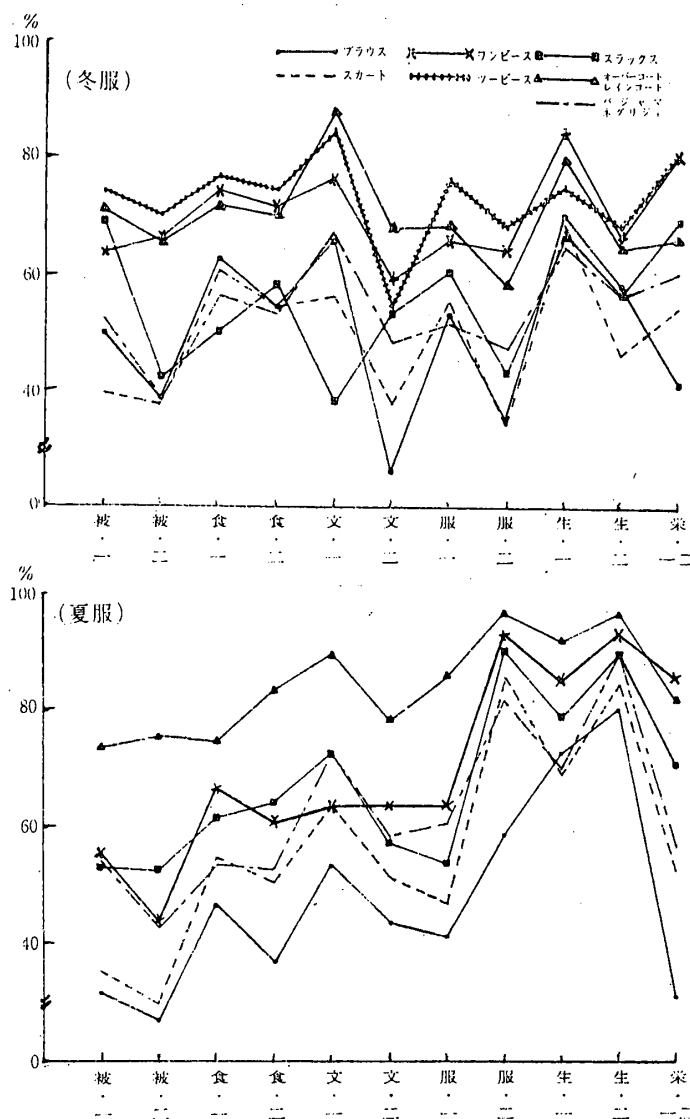 %
100
(冬服)
ブラウス ワンピース スラックス
スカート ツーピース オーバーコート
レインコート
パジャマ
ネグリジェ
80
60
40
0
被 被 食 食 文 文 服 服 生 生 栄
・ ・ ・ ・ ・ ・ ・ ・ ・ ・ ・
一 二 一 二 一 二 一 二 一 二 一二
%
100
(夏服)
80
60
40
0
被 被 食 食 文 文 服 服 生 生 栄
・ ・ ・ ・ ・ ・ ・ ・ ・ ・ ・